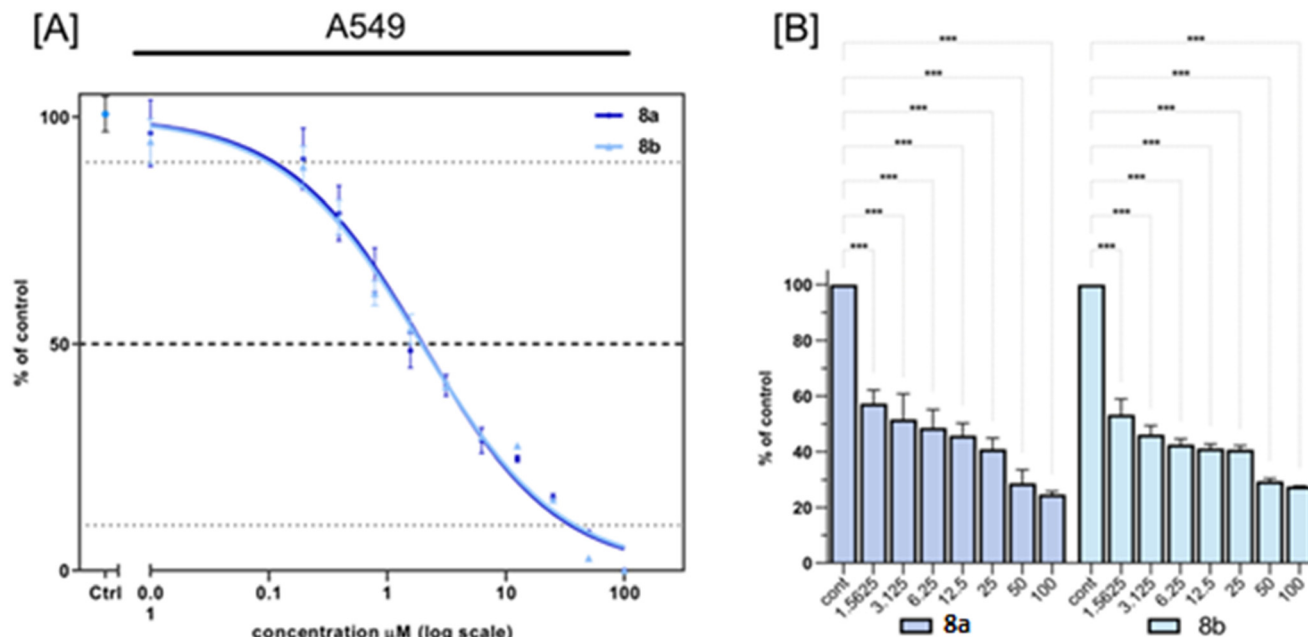 [A] A549
100
50
0
% of control
8a
8b
Ctrl 0.0 0.1 1 10 100
1
concentration µM (log scale)
[B]
*** ***
*** ***
*** ***
*** ***
*** ***
*** ***
*** ***
100
80
60
40
20
0
% of control
cont 1.5625 3.125 6.25 12.5 25 50 100 cont 1.5625 3.125 6.25 12.5 25 50 100
8a 8b